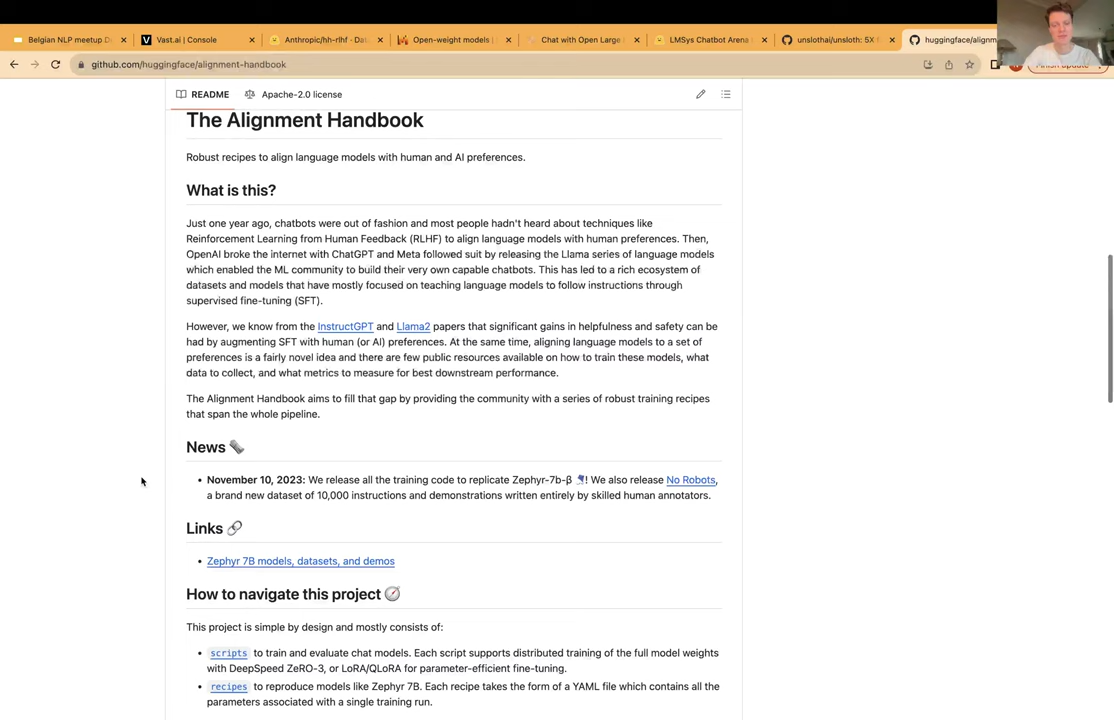 Belgian NLP meetup D
Vast.ai | Console
Anthropic/hh-rlhf · Dat
Open-weight models |
Chat with Open Large
LMSys Chatbot Arena
unslothai/unsloth: 5X f
huggingface/alignm
github.com/huggingface/alignment-handbook
README
Apache-2.0 license
The Alignment Handbook
Robust recipes to align language models with human and AI preferences.
What is this?
Just one year ago, chatbots were out of fashion and most people hadn't heard about techniques like
Reinforcement Learning from Human Feedback (RLHF) to align language models with human preferences. Then,
OpenAI broke the internet with ChatGPT and Meta followed suit by releasing the Llama series of language models
which enabled the ML community to build their very own capable chatbots. This has led to a rich ecosystem of
datasets and models that have mostly focused on teaching language models to follow instructions through
supervised fine-tuning (SFT).
However, we know from the InstructGPT and Llama2 papers that significant gains in helpfulness and safety can be
had by augmenting SFT with human (or AI) preferences. At the same time, aligning language models to a set of
preferences is a fairly novel idea and there are few public resources available on how to train these models, what
data to collect, and what metrics to measure for best downstream performance.
The Alignment Handbook aims to fill that gap by providing the community with a series of robust training recipes
that span the whole pipeline.
News
• November 10, 2023: We release all the training code to replicate Zephyr-7b-β 🪁! We also release No Robots,
a brand new dataset of 10,000 instructions and demonstrations written entirely by skilled human annotators.
Links
• Zephyr 7B models, datasets, and demos
How to navigate this project
This project is simple by design and mostly consists of:
• scripts to train and evaluate chat models. Each script supports distributed training of the full model weights
with DeepSpeed ZeRO-3, or LoRA/QLoRA for parameter-efficient fine-tuning.
• recipes to reproduce models like Zephyr 7B. Each recipe takes the form of a YAML file which contains all the
parameters associated with a single training run.